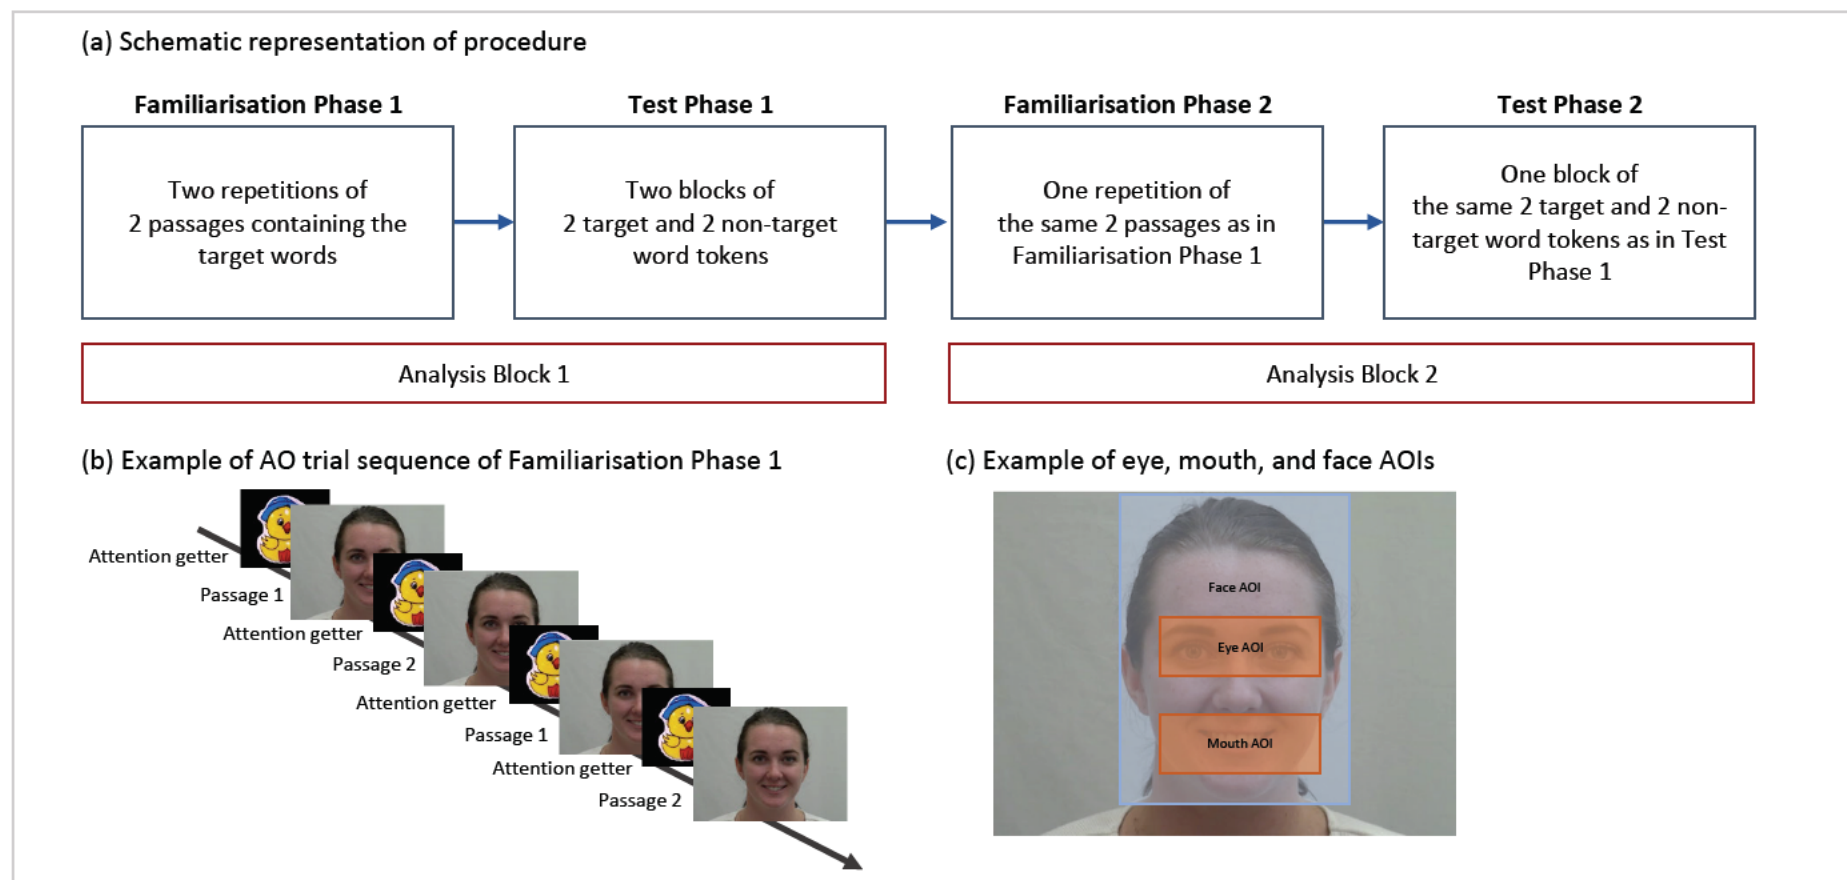 (a) Schematic representation of procedure
Familiarisation Phase 1
Two repetitions of
2 passages containing the
target words
Test Phase 1
Two blocks of
2 target and 2 non-target
word tokens
Familiarisation Phase 2
One repetition of
the same 2 passages as in
Familiarisation Phase 1
Test Phase 2
One block of
the same 2 target and 2 non-
target word tokens as in Test
Phase 1
Analysis Block 1
Analysis Block 2
(b) Example of AO trial sequence of Familiarisation Phase 1
Attention getter
Passage 1
Attention getter
Passage 2
Attention getter
Passage 1
Attention getter
Passage 2
(c) Example of eye, mouth, and face AOIs
Face AOI
Eye AOI
Mouth AOI